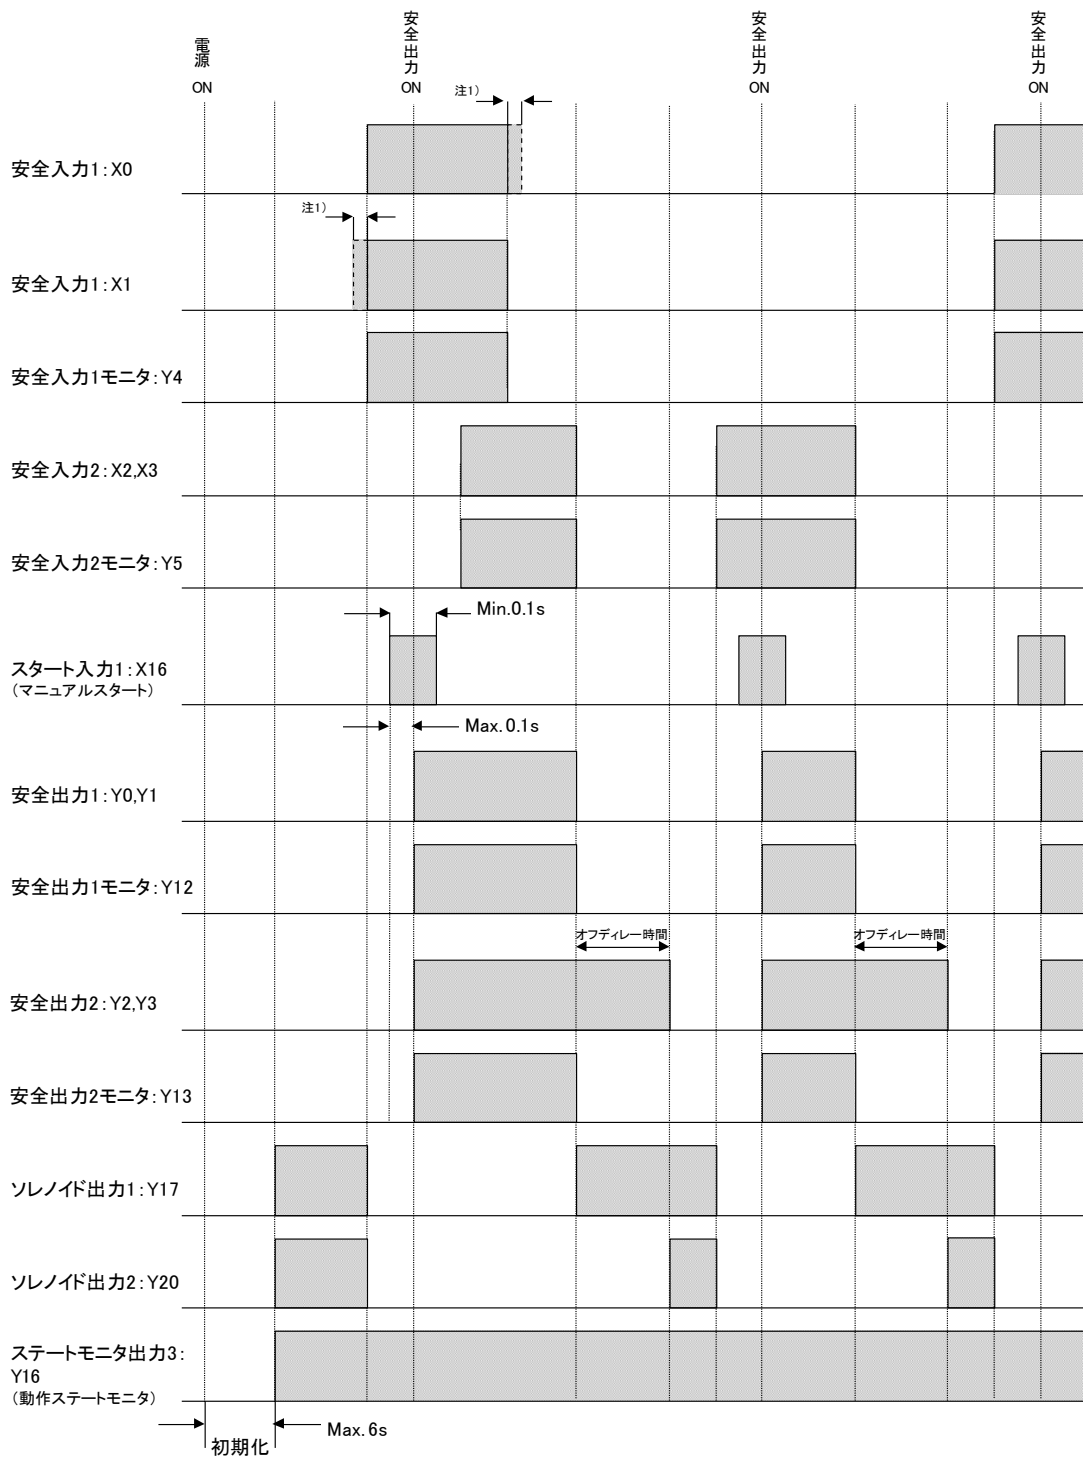 電源
ON
安全出力
ON
安全出力
ON
安全出力
ON
注1)
安全入力1:X0
注1)
安全入力1:X1
安全入力1モニタ:Y4
安全入力2:X2,X3
安全入力2モニタ:Y5
Min.0.1s
スタート入力1:X16
(マニュアルスタート)
Max.0.1s
安全出力1:Y0,Y1
安全出力1モニタ:Y12
オフディレー時間
オフディレー時間
安全出力2:Y2,Y3
安全出力2モニタ:Y13
ソレノイド出力1:Y17
ソレノイド出力2:Y20
ステートモニタ出力3:
Y16
(動作ステートモニタ)
Max.6s
初期化